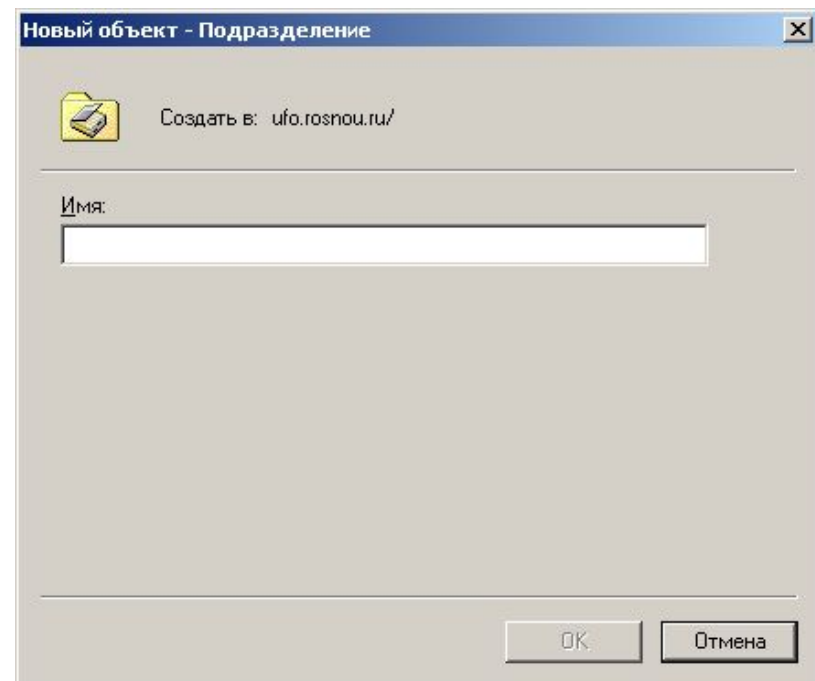 Новый объект - Подразделение
Создать в: ufo.rosnou.ru/
Имя:
OK
Отмена